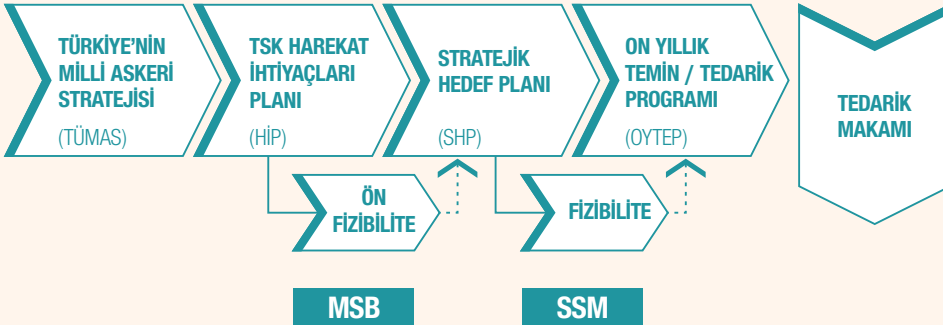 TÜRKİYE'NİN
MİLLİ ASKERİ
STRATEJİSİ
(TÜMAS)
TSK HAREKAT
İHTİYAÇLARI
PLANI
(HİP)
STRATEJİK
HEDEF PLANI
(SHP)
ON YILLIK
TEMİN / TEDARİK
PROGRAMI
(OYTEP)
TEDARİK
MAKAMI
ÖN
FİZİBİLİTE
FİZİBİLİTE
MSB
SSM